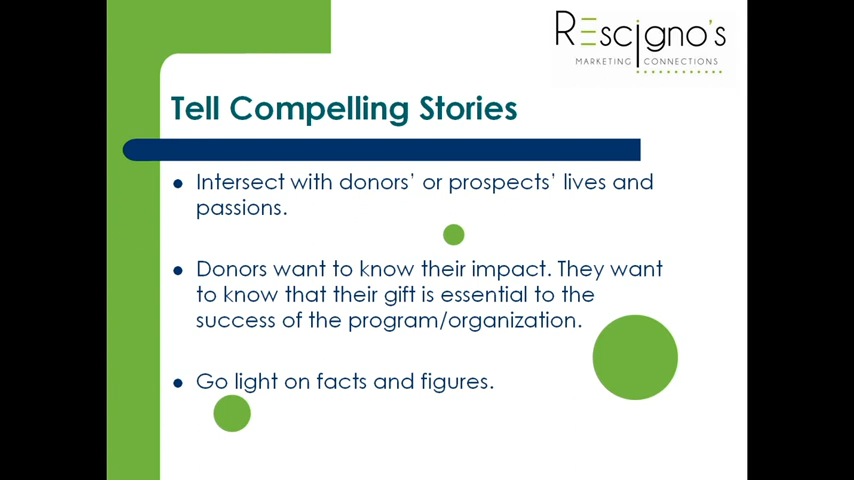 REscigno's
MARKETING CONNECTIONS
Tell Compelling Stories
• Intersect with donors' or prospects' lives and
passions.
• Donors want to know their impact. They want
to know that their gift is essential to the
success of the program/organization.
• Go light on facts and figures.